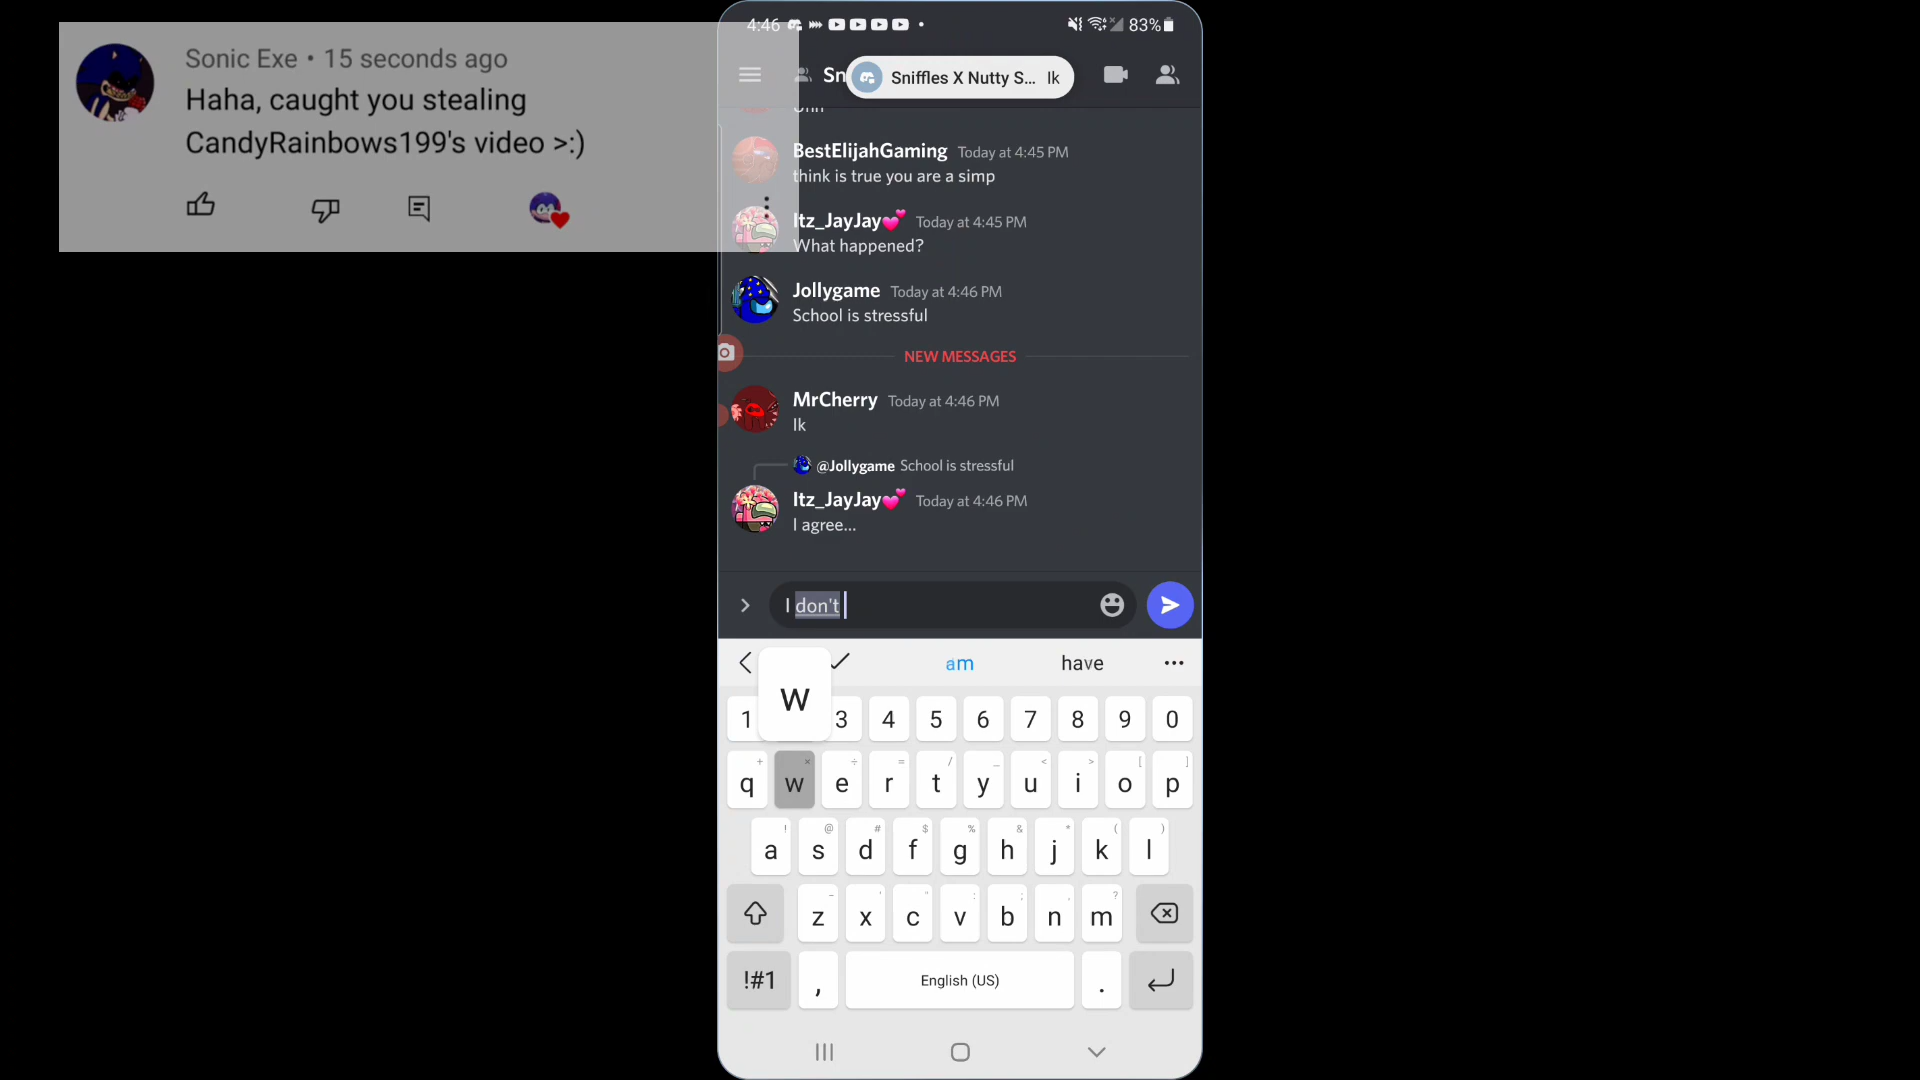 Sonic Exe • 15 seconds ago
Haha, caught you stealing
CandyRainbows199's video >:)
4:46
83%
Sn
Sniffles X Nutty S... lk
BestElijahGaming Today at 4:45 PM
think is true you are a simp
Itz_JayJay💕 Today at 4:45 PM
What happened?
Jollygame Today at 4:46 PM
School is stressful
NEW MESSAGES
MrCherry Today at 4:46 PM
Ik
@Jollygame School is stressful
Itz_JayJay💕 Today at 4:46 PM
I agree...
I don't
am have
w
1 3 4 5 6 7 8 9 0
+ × ÷ = / _ < > [ ]
q w e r t y u i o p
! @ # $ % & * ( )
a s d f g h j k l
- ' " : ; , ?
z x c v b n m
!#1 , English (US) .